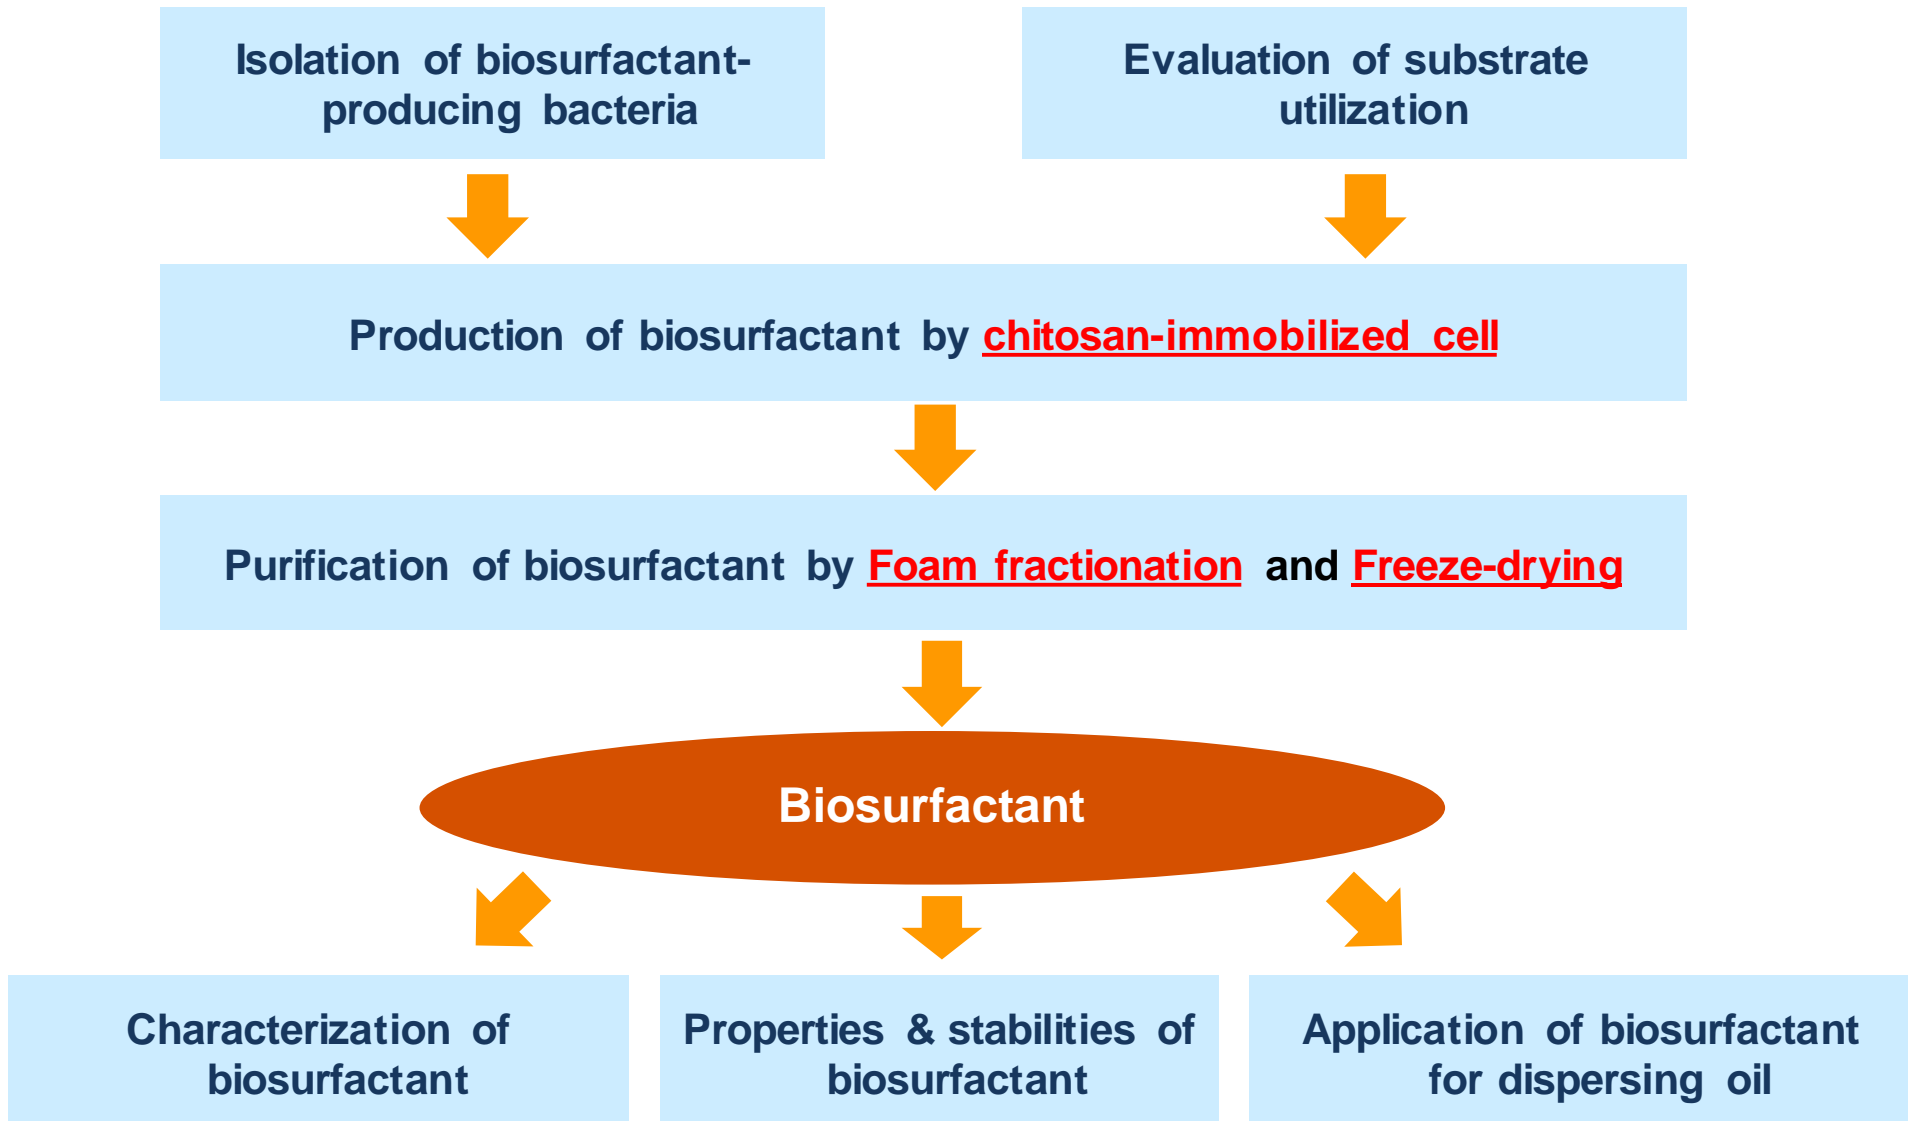 Isolation of biosurfactant-
producing bacteria
Evaluation of substrate
utilization
Production of biosurfactant by chitosan-immobilized cell
Purification of biosurfactant by Foam fractionation and Freeze-drying
Biosurfactant
Characterization of
biosurfactant
Properties & stabilities of
biosurfactant
Application of biosurfactant
for dispersing oil